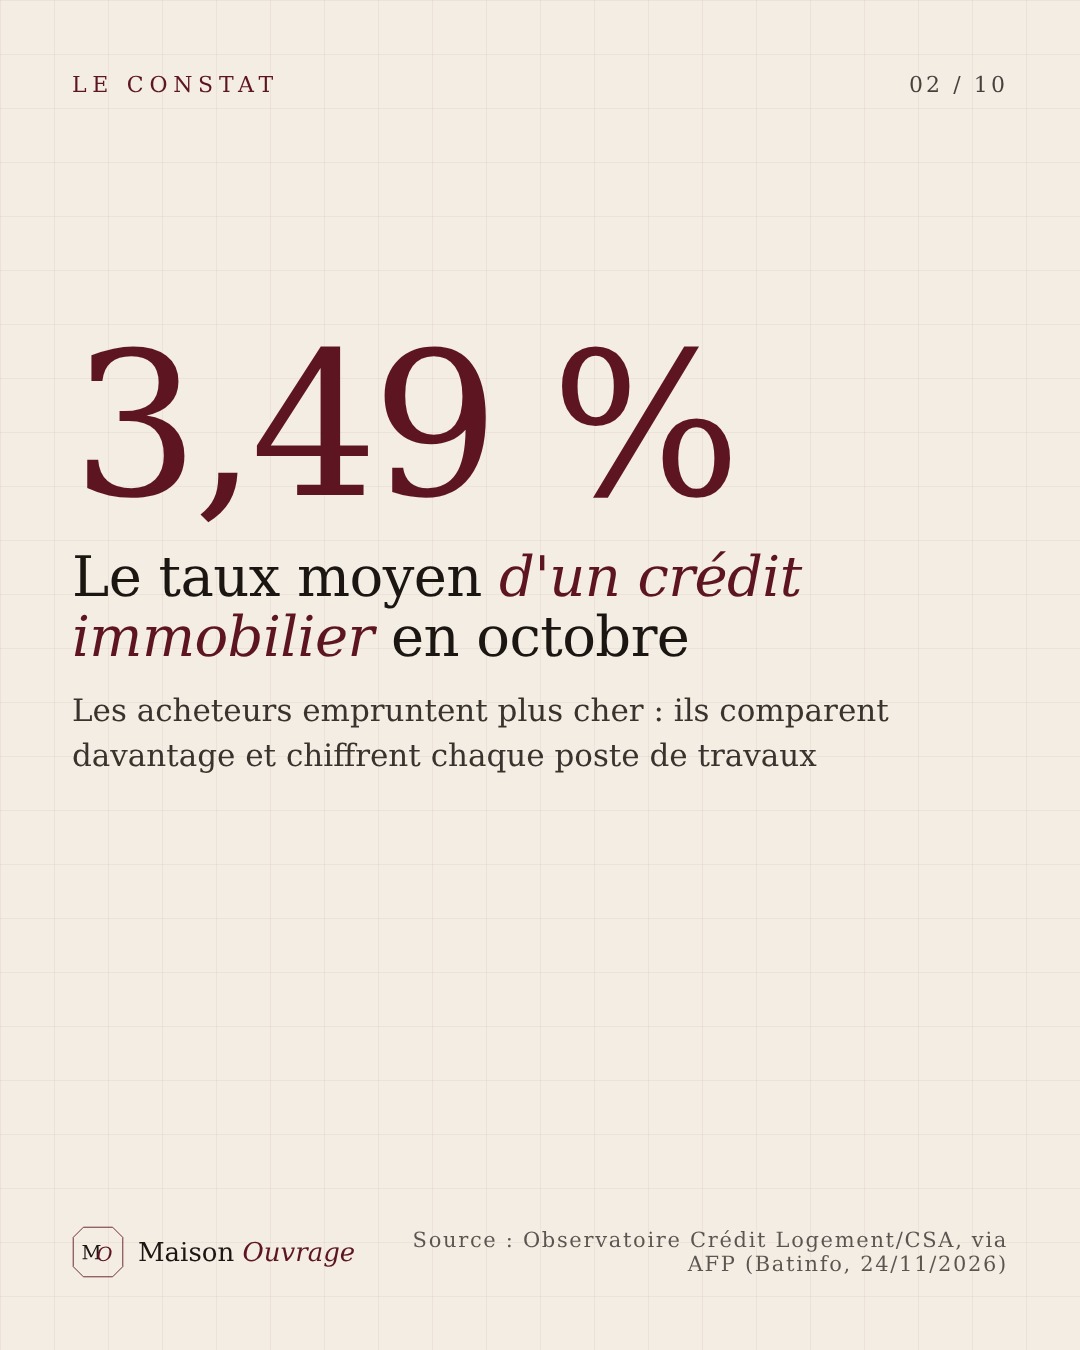 LE CONSTAT
02 / 10
3,49 %
Le taux moyen d'un crédit
immobilier en octobre
Les acheteurs empruntent plus cher : ils comparent
davantage et chiffrent chaque poste de travaux
MO
Maison Ouvrage
Source : Observatoire Crédit Logement/CSA, via
AFP (Batinfo, 24/11/2026)